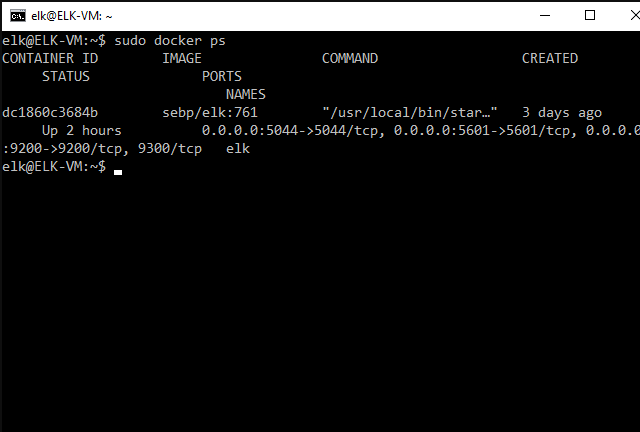 elk@ELK-VM: ~
elk@ELK-VM:~$ sudo docker ps
CONTAINER ID        IMAGE               COMMAND                  CREATED
     STATUS              PORTS
                            NAMES
dc1860c3684b        sebp/elk:761        "/usr/local/bin/star…"   3 days ago
     Up 2 hours          0.0.0.0:5044->5044/tcp, 0.0.0.0:5601->5601/tcp, 0.0.0.0
:9200->9200/tcp, 9300/tcp   elk
elk@ELK-VM:~$